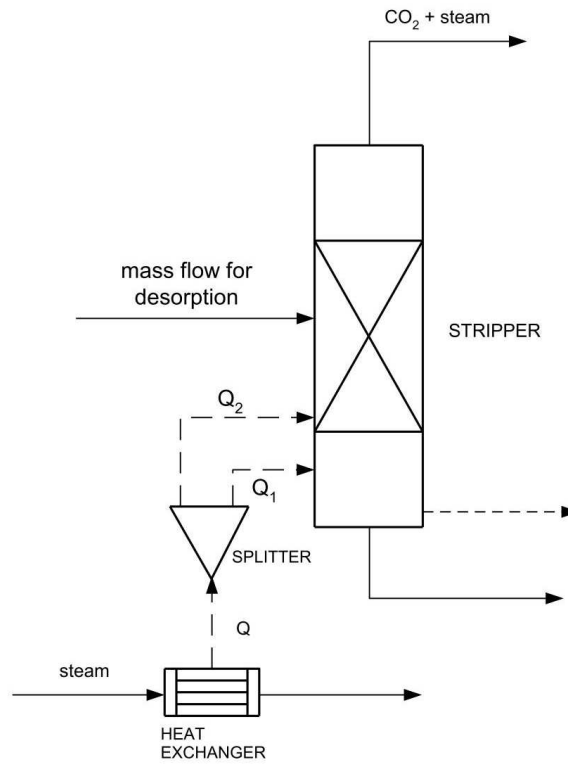 CO₂ + steam
mass flow for
desorption
STRIPPER
Q₂
Q₁
SPLITTER
Q
steam
HEAT
EXCHANGER